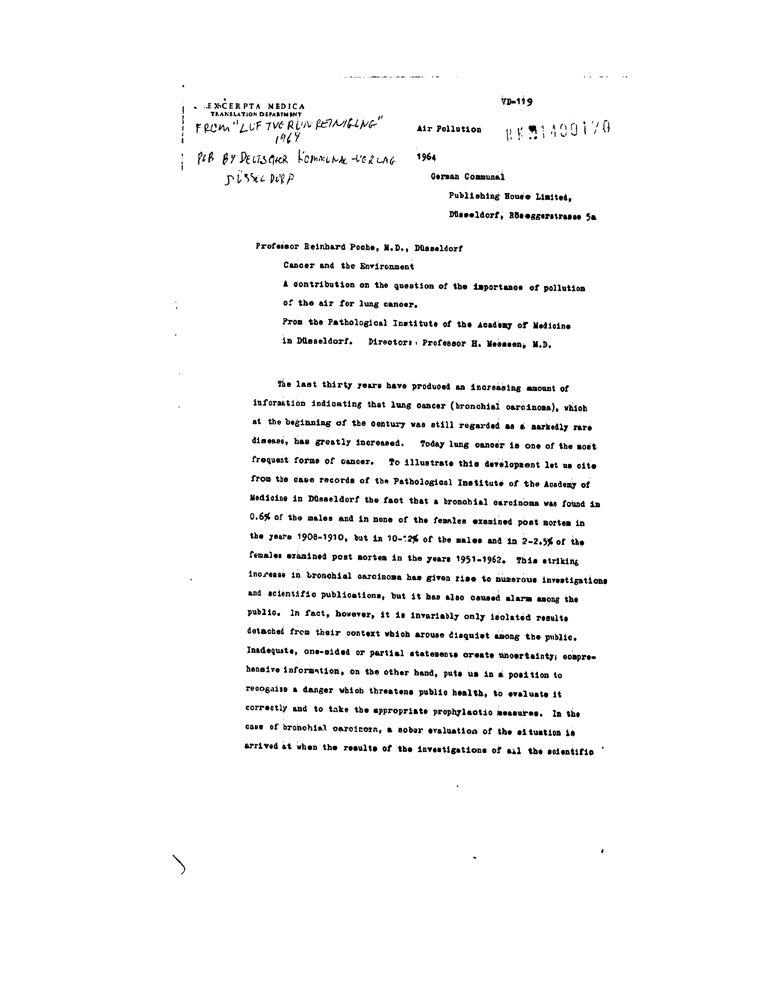 EXCERPTA MEDICA
TRANSLATION DEPARTMENT
FROM "LUFTVERUNREINIGING"
1964
PUB BY DEUTSCHER KOMMUNAL-VERLAG
DÜSSELDORP
VD-119
Air Pollution
1964
German Communal
Publishing House Limited,
Düsseldorf, Röseggerstrasse 5a
Professor Reinhard Poche, M.D., Düsseldorf
Cancer and the Environment
A contribution on the question of the importance of pollution
of the air for lung cancer.
From the Pathological Institute of the Academy of Medicine
in Düsseldorf. Director: Professor H. Meessen, M.D.
The last thirty years have produced an increasing amount of
information indicating that lung cancer (bronchial carcinoma), which
at the beginning of the century was still regarded as a markedly rare
disease, has greatly increased. Today lung cancer is one of the most
frequent forms of cancer. To illustrate this development let us cite
from the case records of the Pathological Institute of the Academy of
Medicine in Düsseldorf the fact that a bronchial carcinoma was found in
0.6% of the males and in none of the females examined post mortem in
the years 1908-1910, but in 10-12% of the males and in 2-2.5% of the
females examined post mortem in the years 1951-1962. This striking
increase in bronchial carcinoma has given rise to numerous investigations
and scientific publications, but it has also caused alarm among the
public. In fact, however, it is invariably only isolated results
detached from their context which arouse disquiet among the public.
Inadequate, one-sided or partial statements create uncertainty; compre-
hensive information, on the other hand, puts us in a position to
recognise a danger which threatens public health, to evaluate it
correctly and to take the appropriate prophylactic measures. In the
case of bronchial carcinoma, a sober evaluation of the situation is
arrived at when the results of the investigations of all the scientific